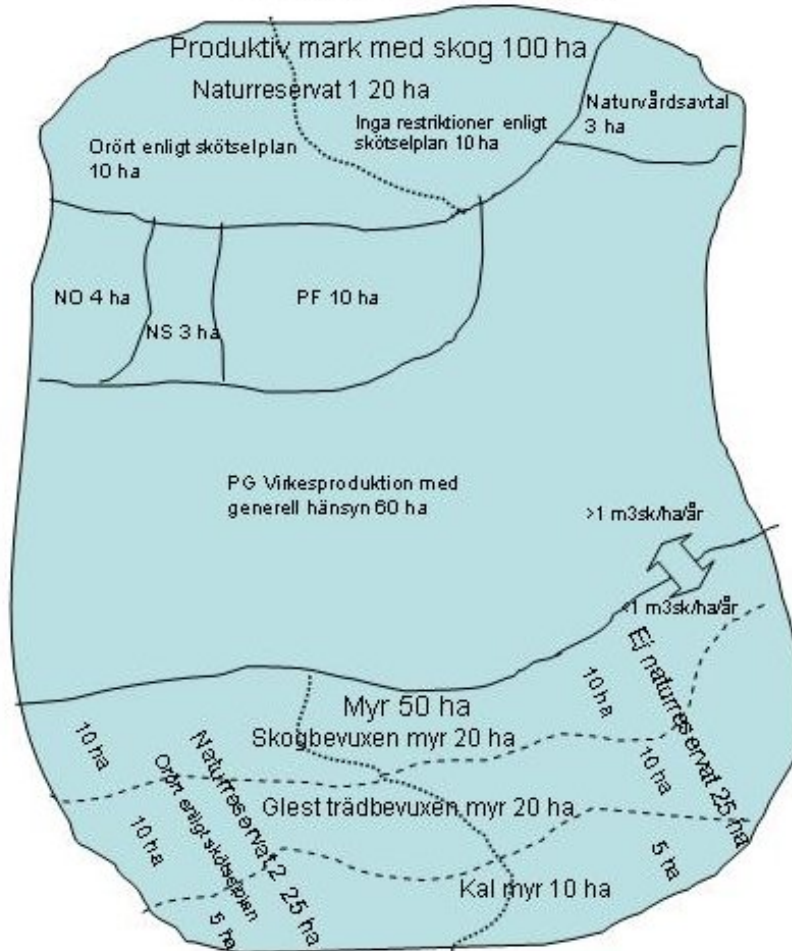 Produktiv mark med skog 100 ha
Naturreservat 1 20 ha
Naturvårdsavtal
3 ha
Inga restriktioner enligt
skötselplan 10 ha
Orört enligt skötselplan
10 ha
NO 4 ha
NS 3 ha
PF 10 ha
PG Virkesproduktion med
generell hänsyn 60 ha
>1 m3sk/ha/år
<1 m3sk/ha/år
Ej naturreservat 25 ha
Myr 50 ha
Skogbevuxen myr 20 ha
10 ha
10 ha
Naturreservat 2 25 ha
Orört enligt skötselplan
Glest trädbevuxen myr 20 ha
10 ha
10 ha
Kal myr 10 ha
5 ha
5 ha